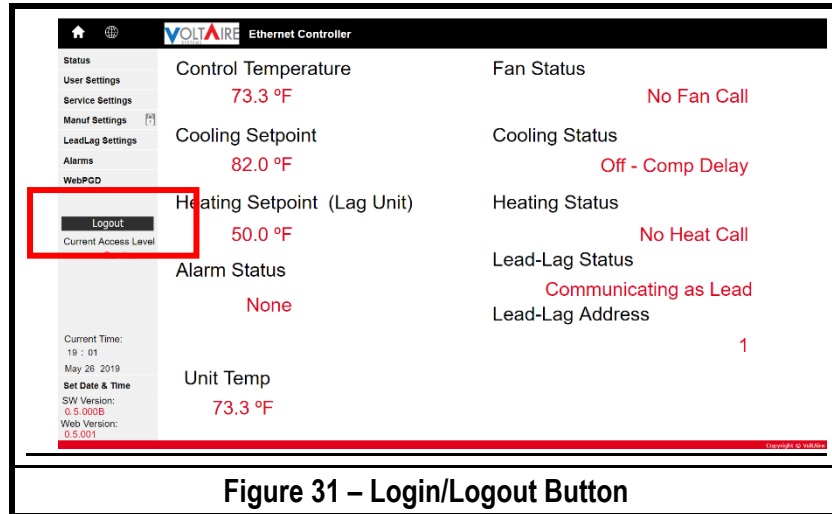 VOLTAIRE Ethernet Controller
SYSTEMS
Status
User Settings
Service Settings
Manuf Settings
LeadLag Settings
Alarms
WebPGD
Logout
Current Access Level
Current Time:
19 : 01
May 26 2019
Set Date & Time
SW Version:
0.5.000B
Web Version:
0.5.001
Control Temperature
73.3 ºF
Cooling Setpoint
82.0 ºF
Heating Setpoint (Lag Unit)
50.0 ºF
Alarm Status
None
Unit Temp
73.3 ºF
Fan Status
No Fan Call
Cooling Status
Off - Comp Delay
Heating Status
No Heat Call
Lead-Lag Status
Communicating as Lead
Lead-Lag Address
1
Copyright © VoltAire
Figure 31 – Login/Logout Button